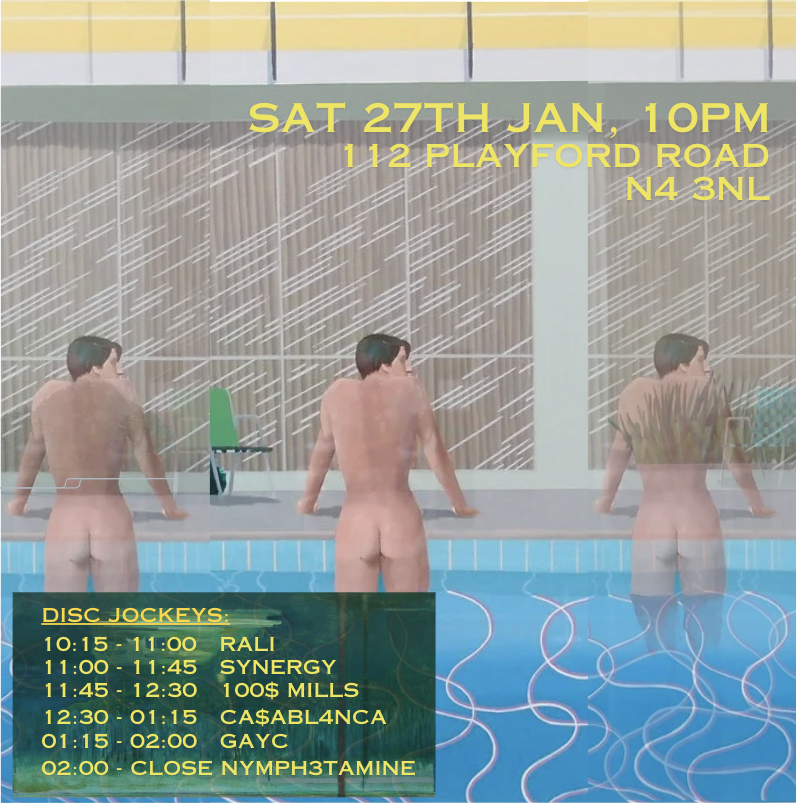 SAT 27TH JAN, 10PM
112 PLAYFORD ROAD
N4 3NL
DISC JOCKEYS:
10:15 - 11:00 RALI
11:00 - 11:45 SYNERGY
11:45 - 12:30 100$ MILLS
12:30 - 01:15 CA$ABL4NCA
01:15 - 02:00 GAYC
02:00 - CLOSE NYMPH3TAMINE